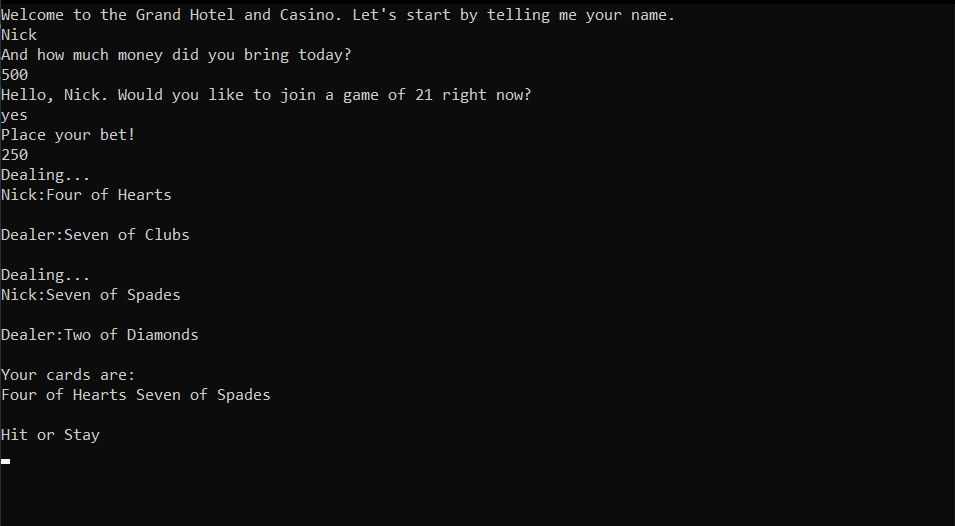 Welcome to the Grand Hotel and Casino. Let's start by telling me your name.
Nick
And how much money did you bring today?
500
Hello, Nick. Would you like to join a game of 21 right now?
yes
Place your bet!
250
Dealing...
Nick:Four of Hearts
Dealer:Seven of Clubs
Dealing...
Nick:Seven of Spades
Dealer:Two of Diamonds
Your cards are:
Four of Hearts Seven of Spades
Hit or Stay